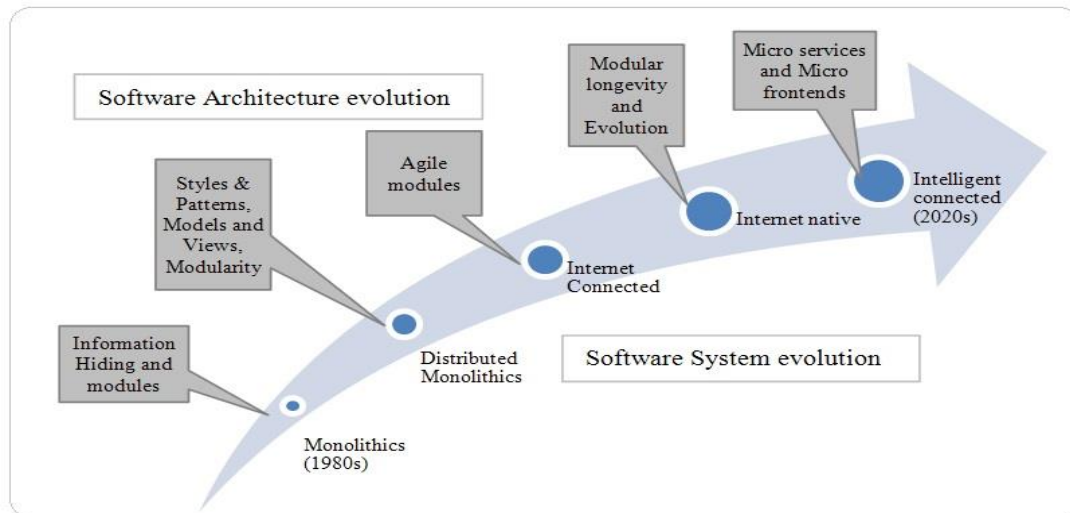 Software Architecture evolution
Information
Hiding and
modules
Styles &
Patterns,
Models and
Views,
Modularity
Agile
modules
Modular
longevity
and
Evolution
Micro services
and Micro
frontends
Monolithics
(1980s)
Distributed
Monolithics
Internet
Connected
Internet native
Intelligent
connected
(2020s)
Software System evolution